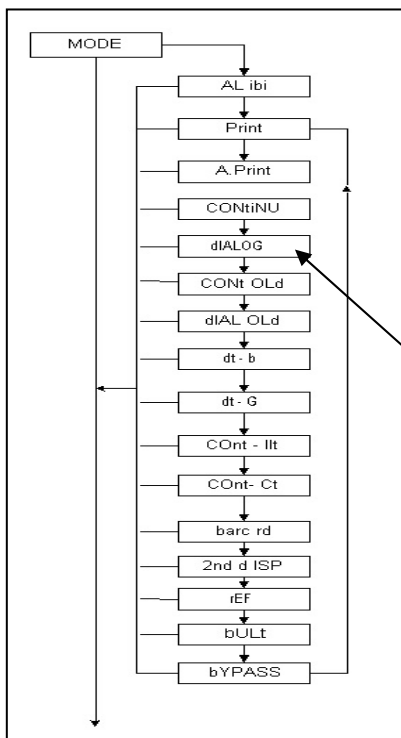 MODE
AL ibi
Print
A.Print
CONtiNU
dIALOG
CONt OLd
dIAL OLd
dt - b
dt - G
COnt - IIt
COnt- Ct
barc rd
2nd d ISP
rEF
bULt
bYPASS